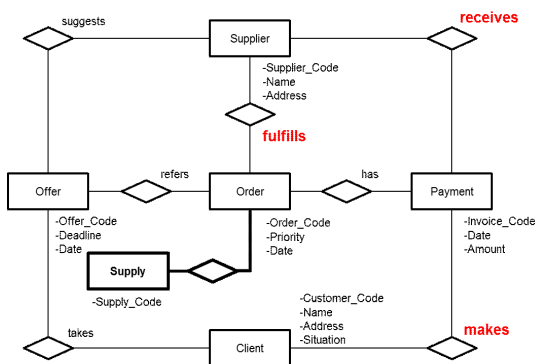 suggests
receives
Supplier
-Supplier_Code
-Name
-Address
fulfills
refers
has
Offer
Order
Payment
-Offer_Code
-Deadline
-Date
-Order_Code
-Priority
-Date
-Invoice_Code
-Date
-Amount
Supply
-Supply_Code
-Customer_Code
-Name
-Address
-Situation
takes
Client
makes